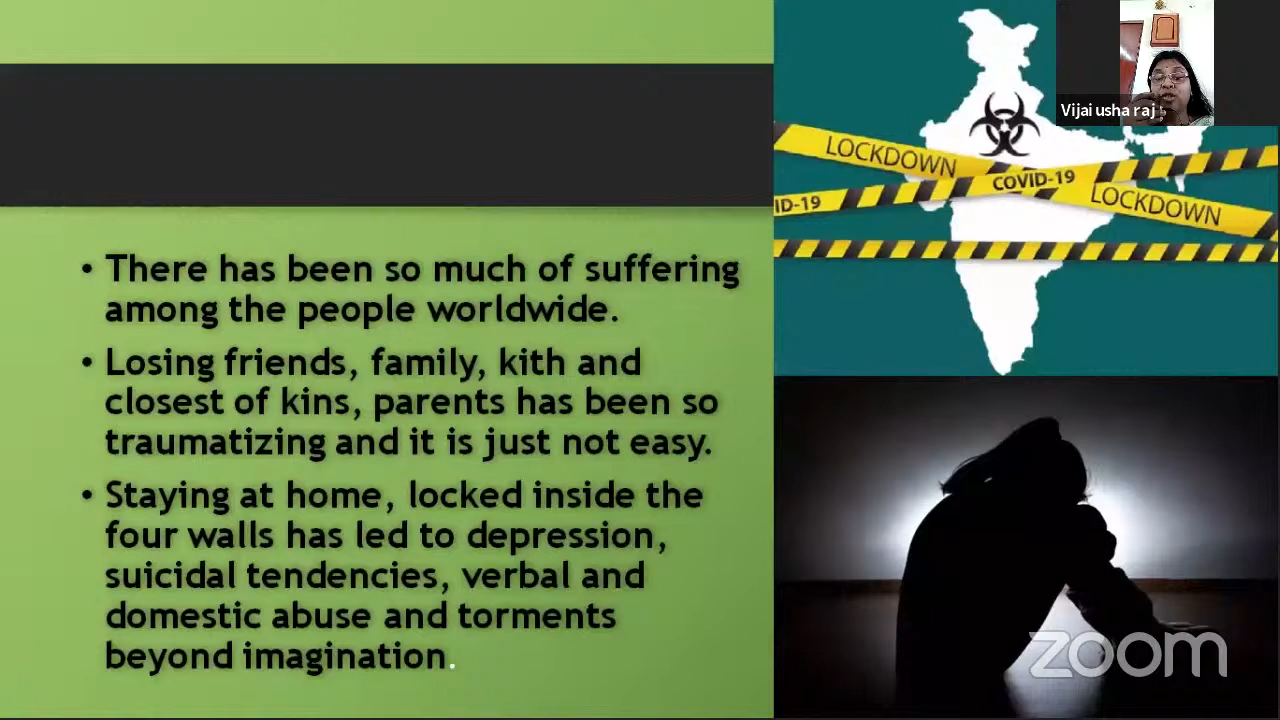 • There has been so much of suffering
among the people worldwide.
• Losing friends, family, kith and
closest of kins, parents has been so
traumatizing and it is just not easy.
• Staying at home, locked inside the
four walls has led to depression,
suicidal tendencies, verbal and
domestic abuse and torments
beyond imagination.
Vijai usha raj
LOCKDOWN
COVID-19
ID-19
LOCKDOWN
zoom